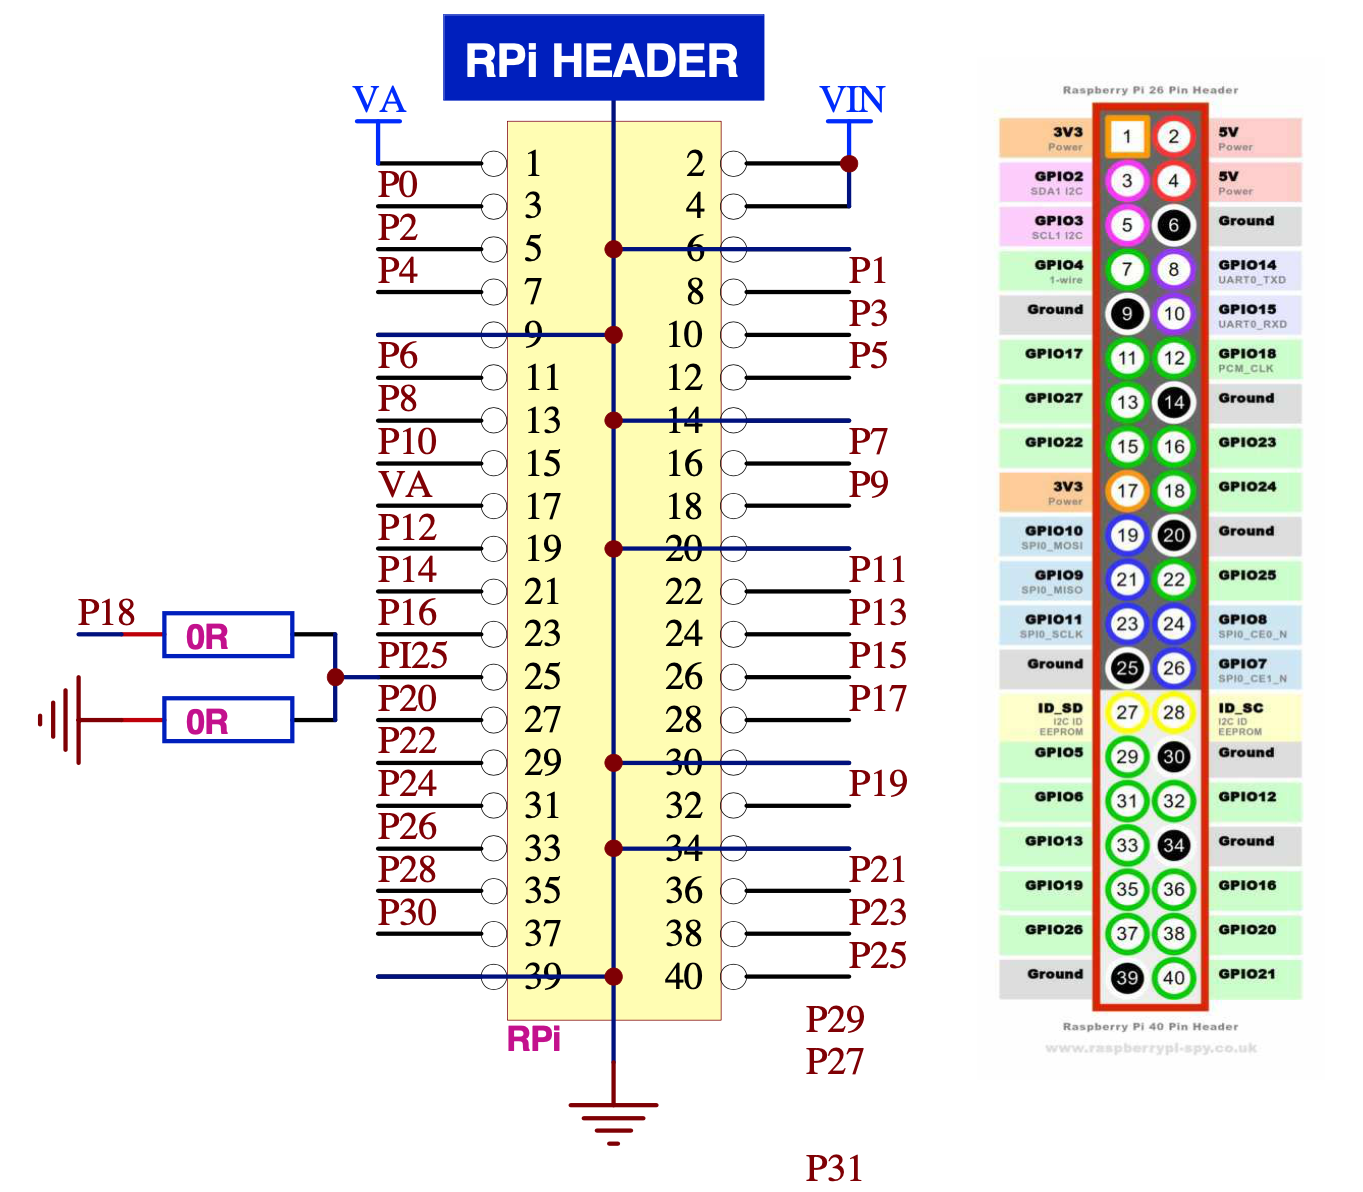 RPi HEADER
VA
VIN
1 2
P0
3 4
P2
5 6
P4 P1
7 8
P3
9 10
P6 P5
11 12
P8
13 14
P10 P7
15 16
VA P9
17 18
P12
19 20
P14 P11
21 22
P16 P13
P18 0R 23 24
PI25 P15
25 26
P20 P17
0R 27 28
P22
29 30
P24 P19
31 32
P26
33 34
P28 P21
35 36
P30 P23
37 38
P25
39 40
RPi
P29
P27
P31
Raspberry Pi 26 Pin Header
3V3 1 2 5V
Power Power
GPIO2 3 4 5V
SDA1 I2C Power
GPIO3 5 6 Ground
SCL1 I2C
GPIO4 7 8 GPIO14
1-wire UART0_TXD
Ground 9 10 GPIO15
UART0_RXD
GPIO17 11 12 GPIO18
PCM_CLK
GPIO27 13 14 Ground
GPIO22 15 16 GPIO23
3V3 17 18 GPIO24
Power
GPIO10 19 20 Ground
SPI0_MOSI
GPIO9 21 22 GPIO25
SPI0_MISO
GPIO11 23 24 GPIO8
SPI0_SCLK SPI0_CE0_N
Ground 25 26 GPIO7
SPI0_CE1_N
ID_SD 27 28 ID_SC
I2C ID I2C ID
EEPROM EEPROM
GPIO5 29 30 Ground
GPIO6 31 32 GPIO12
GPIO13 33 34 Ground
GPIO19 35 36 GPIO16
GPIO26 37 38 GPIO20
Ground 39 40 GPIO21
Raspberry Pi 40 Pin Header
www.raspberrypi-spy.co.uk